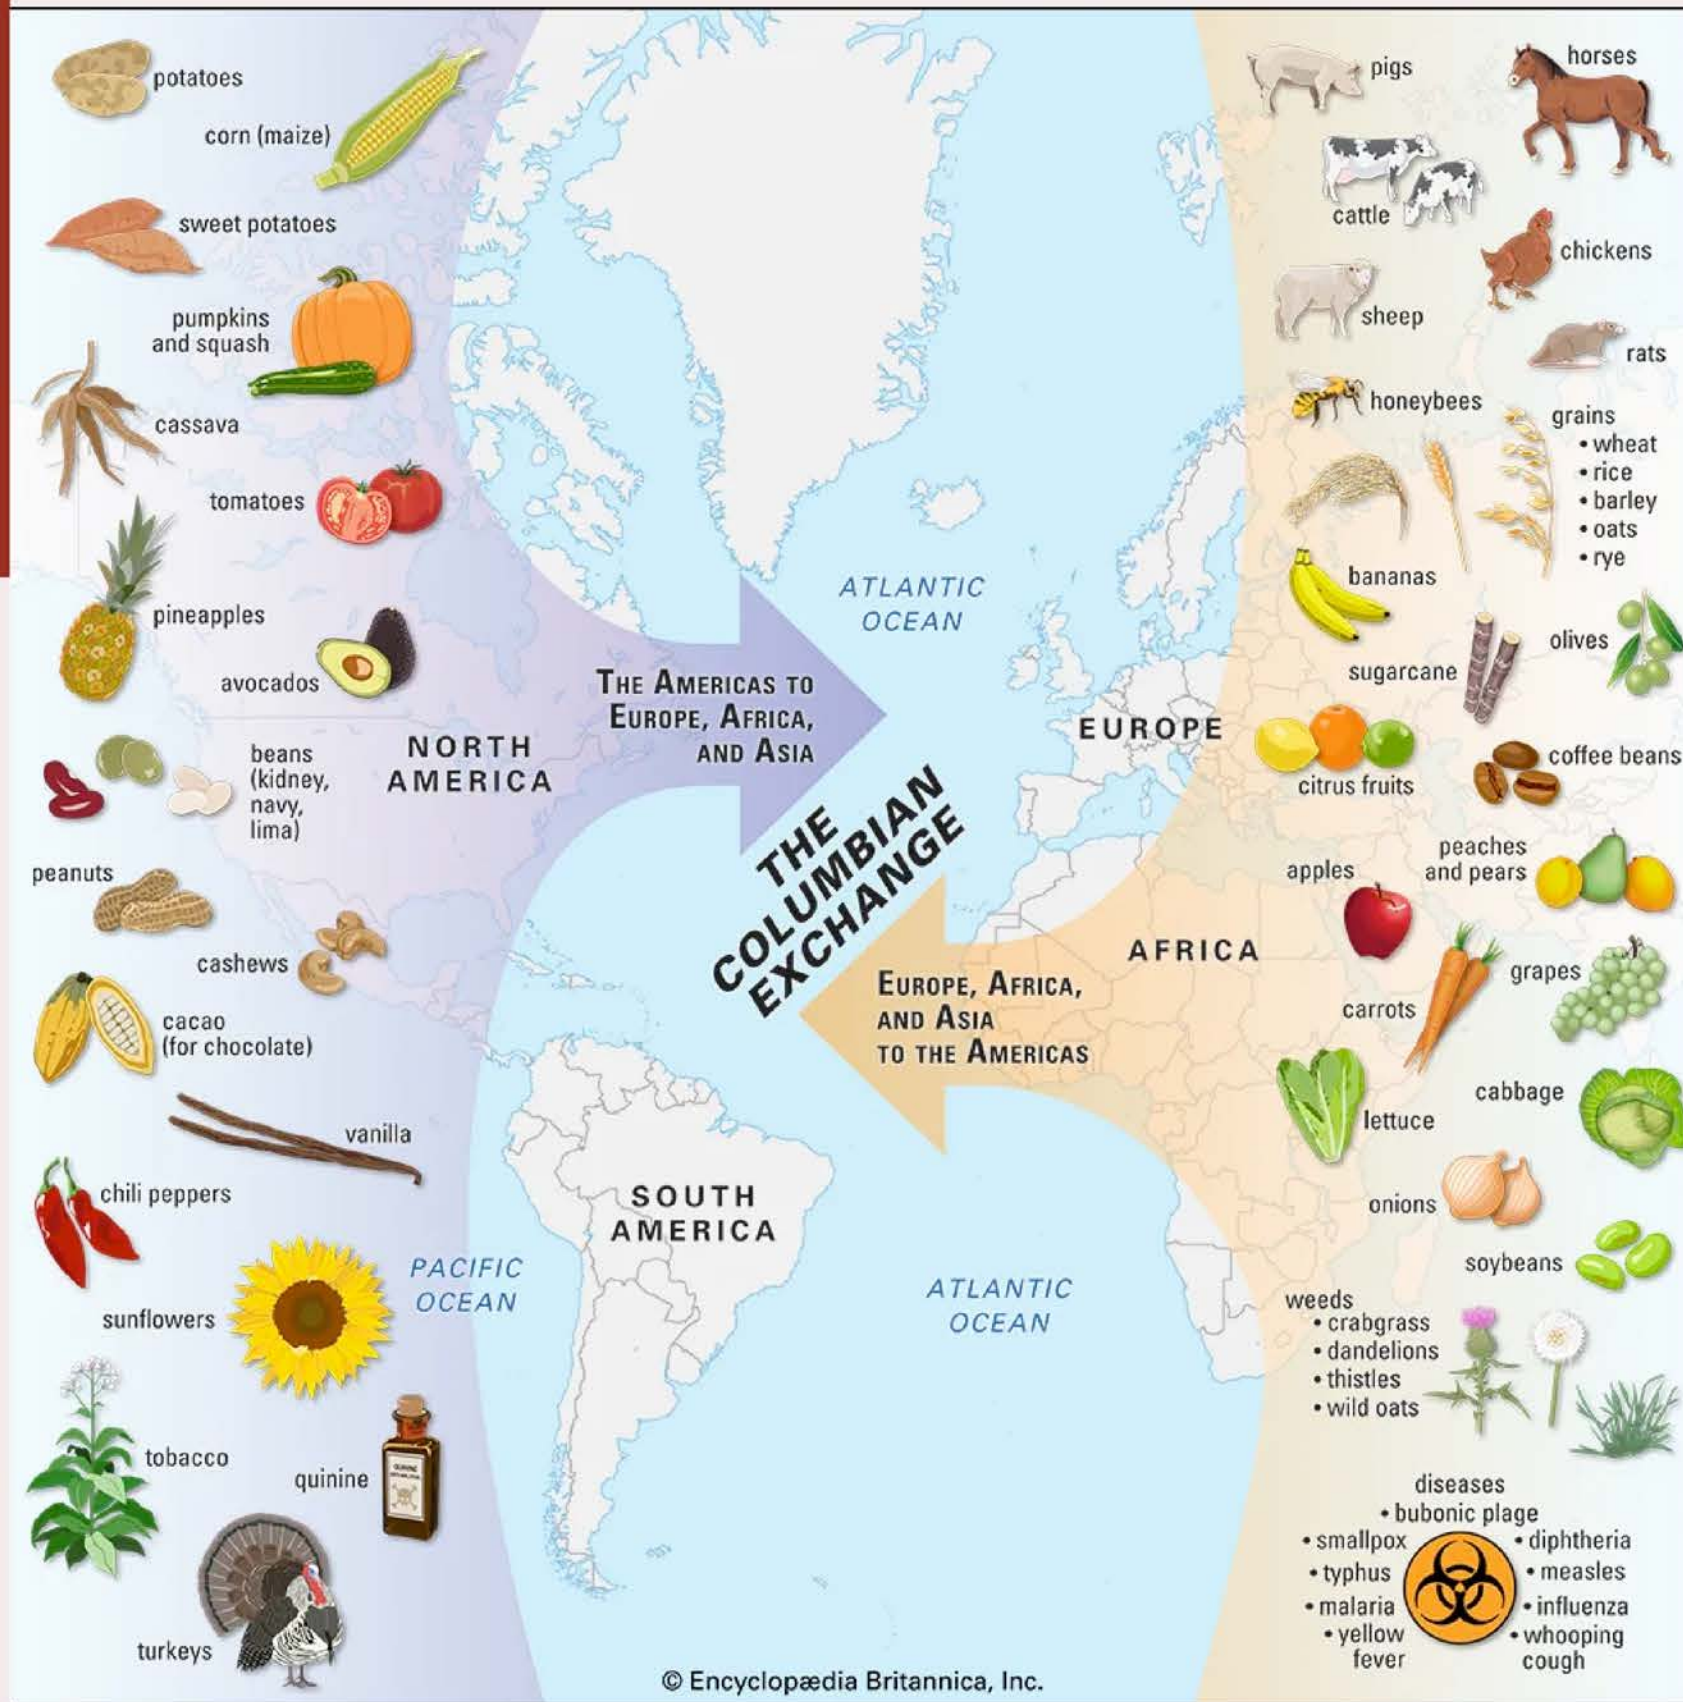 potatoes
corn (maize)
sweet potatoes
pumpkins
and squash
cassava
tomatoes
pineapples
avocados
beans
(kidney,
navy,
lima)
peanuts
cashews
cacao
(for chocolate)
vanilla
chili peppers
sunflowers
tobacco
quinine
turkeys
NORTH
AMERICA
THE AMERICAS TO
EUROPE, AFRICA,
AND ASIA
ATLANTIC
OCEAN
THE
COLUMBIAN
EXCHANGE
EUROPE
AFRICA
EUROPE, AFRICA,
AND ASIA
TO THE AMERICAS
SOUTH
AMERICA
PACIFIC
OCEAN
ATLANTIC
OCEAN
pigs
horses
cattle
chickens
sheep
rats
honeybees
grains
• wheat
• rice
• barley
• oats
• rye
bananas
olives
sugarcane
citrus fruits
coffee beans
peaches
and pears
apples
grapes
carrots
cabbage
lettuce
onions
soybeans
weeds
• crabgrass
• dandelions
• thistles
• wild oats
diseases
• bubonic plage
• smallpox
• typhus
• malaria
• yellow
fever
• diphtheria
• measles
• influenza
• whooping
cough
© Encyclopædia Britannica, Inc.